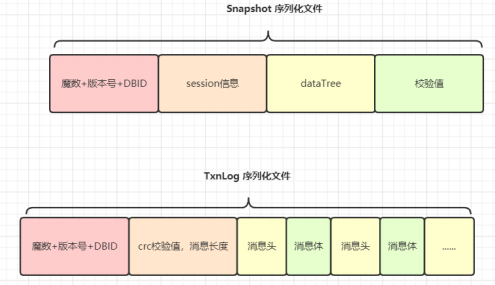 Snapshot 序列化文件
魔数+版本号+DBID
session信息
dataTree
校验值
TxnLog 序列化文件
魔数+版本号+DBID
crc校验值，消息长度
消息头
消息体
消息头
消息体
......